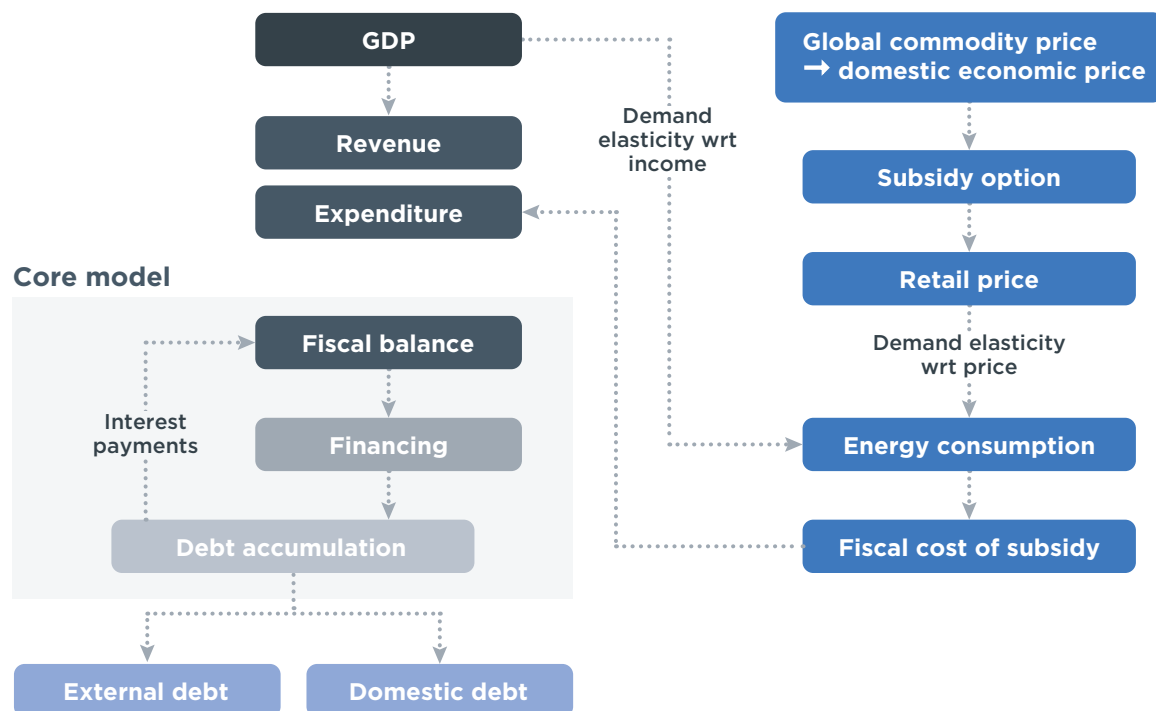 GDP
Revenue
Expenditure
Core model
Fiscal balance
Interest
payments
Financing
Debt accumulation
External debt
Domestic debt
Demand
elasticity wrt
income
Global commodity price
→ domestic economic price
Subsidy option
Retail price
Demand elasticity
wrt price
Energy consumption
Fiscal cost of subsidy